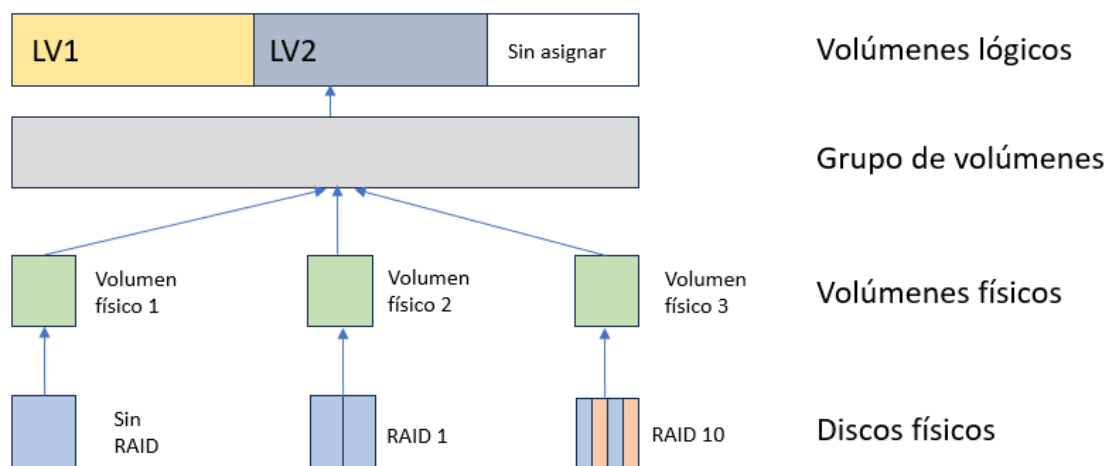 LV1
LV2
Sin asignar
Volúmenes lógicos
Grupo de volúmenes
Volumen
físico 1
Volumen
físico 2
Volumen
físico 3
Volúmenes físicos
Sin
RAID
RAID 1
RAID 10
Discos físicos